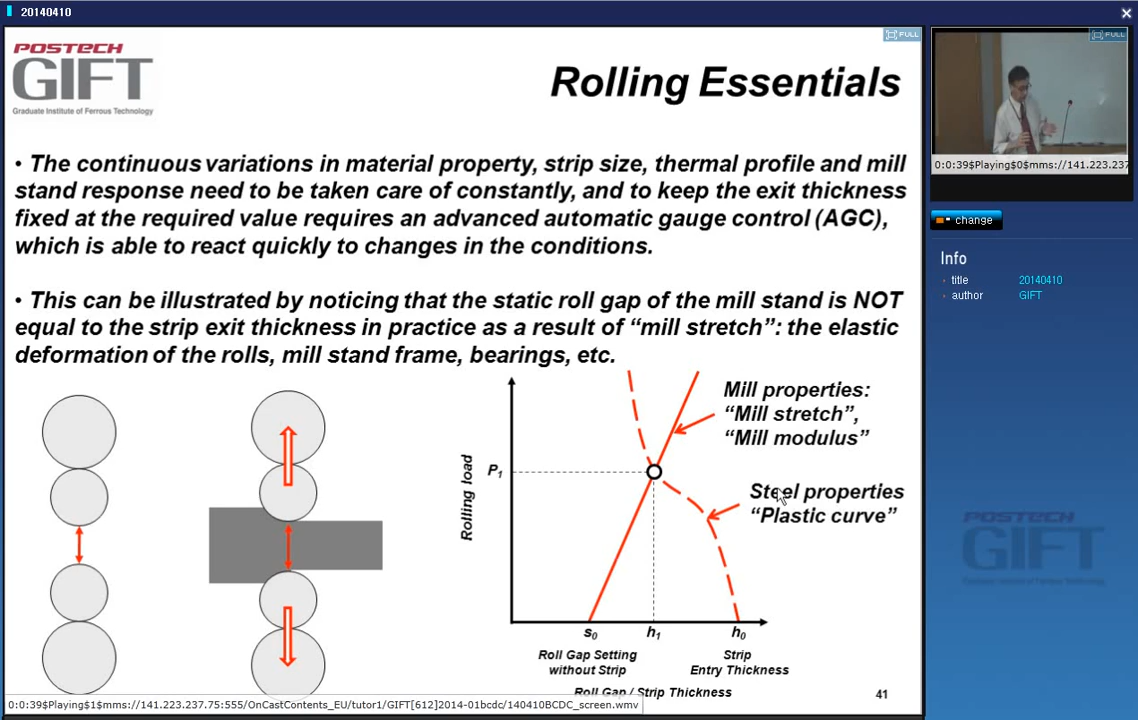 20140410
POSTECH
GIFT
Graduate Institute of Ferrous Technology
FULL
Rolling Essentials
• The continuous variations in material property, strip size, thermal profile and mill
stand response need to be taken care of constantly, and to keep the exit thickness
fixed at the required value requires an advanced automatic gauge control (AGC),
which is able to react quickly to changes in the conditions.
• This can be illustrated by noticing that the static roll gap of the mill stand is NOT
equal to the strip exit thickness in practice as a result of “mill stretch”: the elastic
deformation of the rolls, mill stand frame, bearings, etc.
Mill properties:
“Mill stretch”,
“Mill modulus”
P1
Rolling load
Steel properties
“Plastic curve”
s0
h1
h0
Roll Gap Setting
without Strip
Strip
Entry Thickness
Roll Gap / Strip Thickness
41
0:0:39$Playing$1$mms://141.223.237.75:555/OnCastContents_EU/tutor1/GIFT[612]2014-01bcdc/140410BCDC_screen.wmv
FULL
0:0:39$Playing$0$mms://141.223.237
change
Info
title 20140410
author GIFT
POSTECH
GIFT